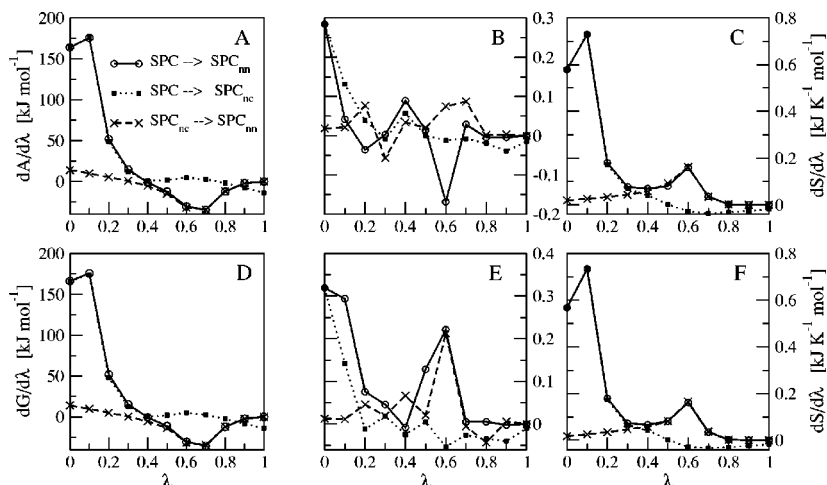 200
150
100
50
0
dA/dλ [kJ mol⁻¹]
A
SPC --> SPCnn
SPC --> SPCnc
SPCnc --> SPCnn
0 0.2 0.4 0.6 0.8 1
B
0.3
0.2
0.1
0
-0.1
-0.2
0 0.2 0.4 0.6 0.8 1
C
0.8
0.6
0.4
0.2
0
dS/dλ [kJ K⁻¹ mol⁻¹]
0 0.2 0.4 0.6 0.8 1
200
150
100
50
0
dG/dλ [kJ mol⁻¹]
D
0 0.2 0.4 0.6 0.8 1
λ
E
0.4
0.3
0.2
0.1
0
0 0.2 0.4 0.6 0.8 1
λ
F
0.8
0.6
0.4
0.2
0
dS/dλ [kJ K⁻¹ mol⁻¹]
0 0.2 0.4 0.6 0.8 1
λ